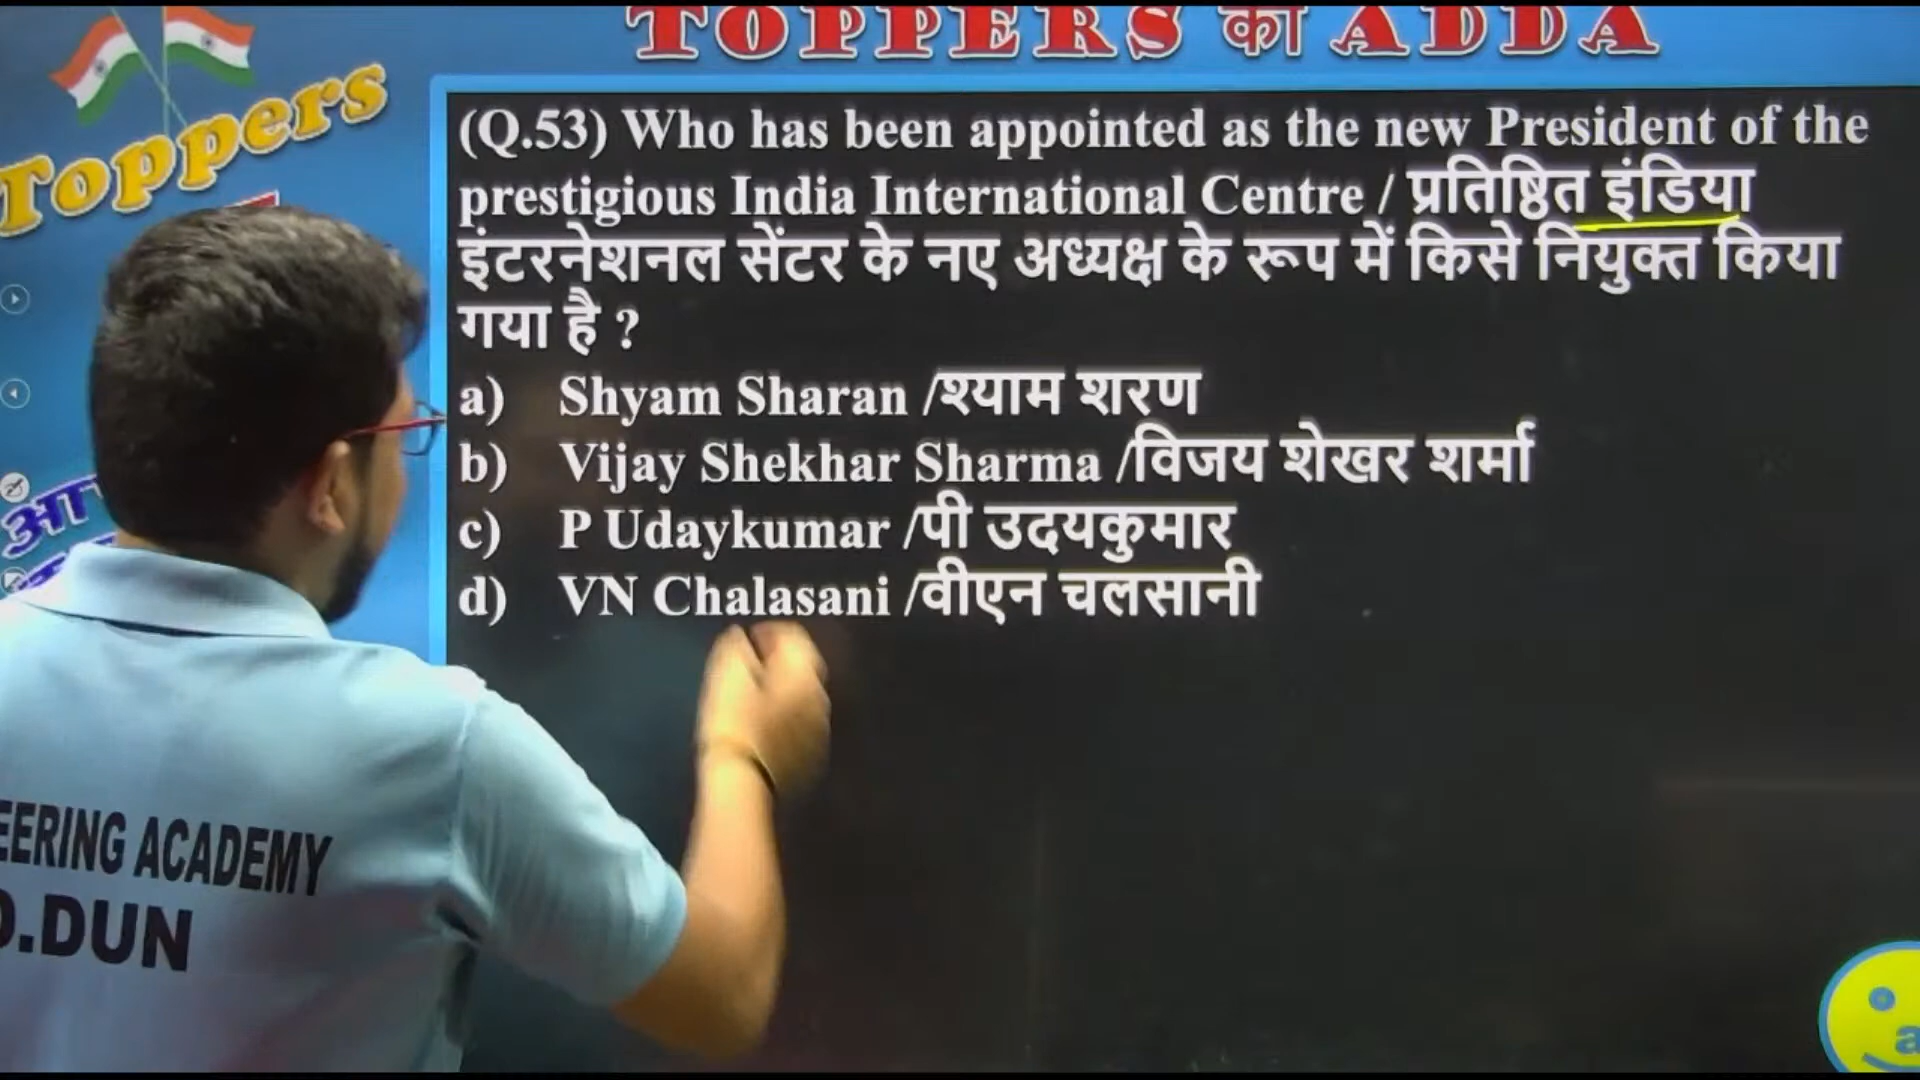 TOPPERS का ADDA
Toppers
(Q.53) Who has been appointed as the new President of the
prestigious India International Centre / प्रतिष्ठित इंडिया
इंटरनेशनल सेंटर के नए अध्यक्ष के रूप में किसे नियुक्त किया
गया है ?
a) Shyam Sharan /श्याम शरण
b) Vijay Shekhar Sharma /विजय शेखर शर्मा
c) P Udaykumar /पी उदयकुमार
d) VN Chalasani /वीएन चलसानी
EERING ACADEMY
D.DUN
a